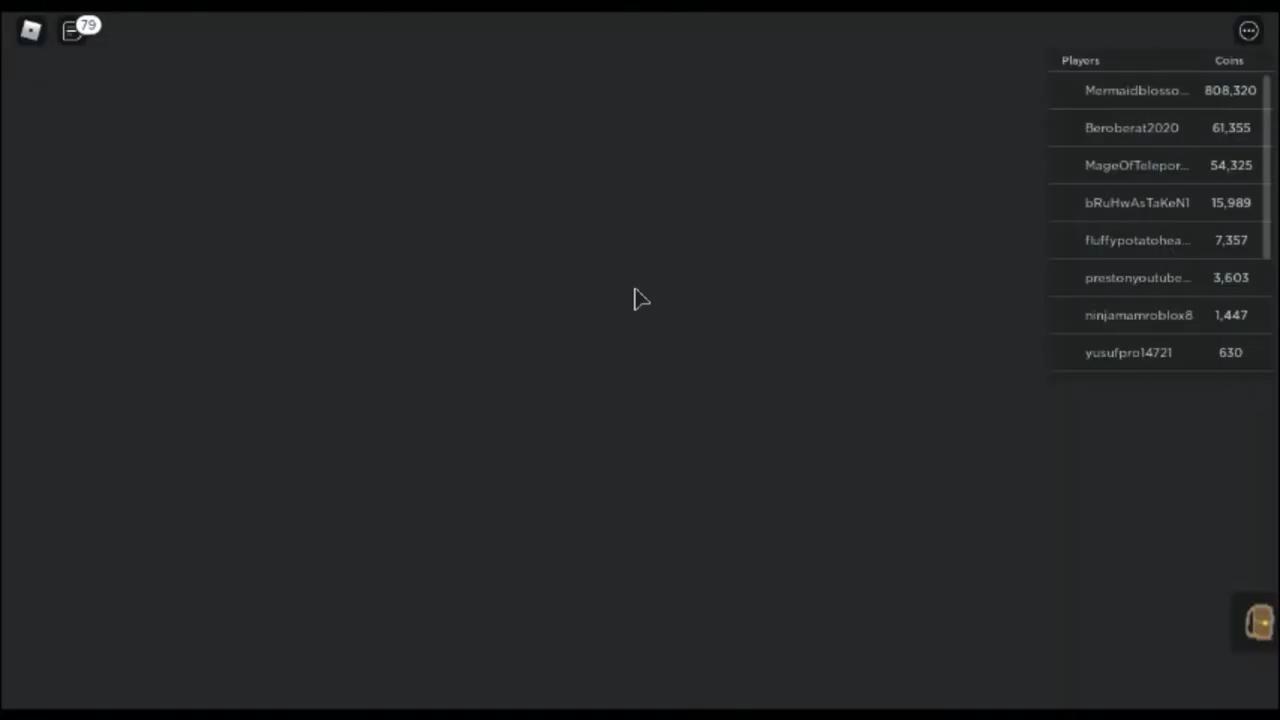 79
Players Coins
Mermaidblosso... 808,320
Beroberat2020 61,355
MageOfTelepor... 54,325
bRuHwAsTaKeN1 15,989
fluffypotatohea... 7,357
prestonyoutube... 3,603
ninjamamroblox8 1,447
yusufpro14721 630